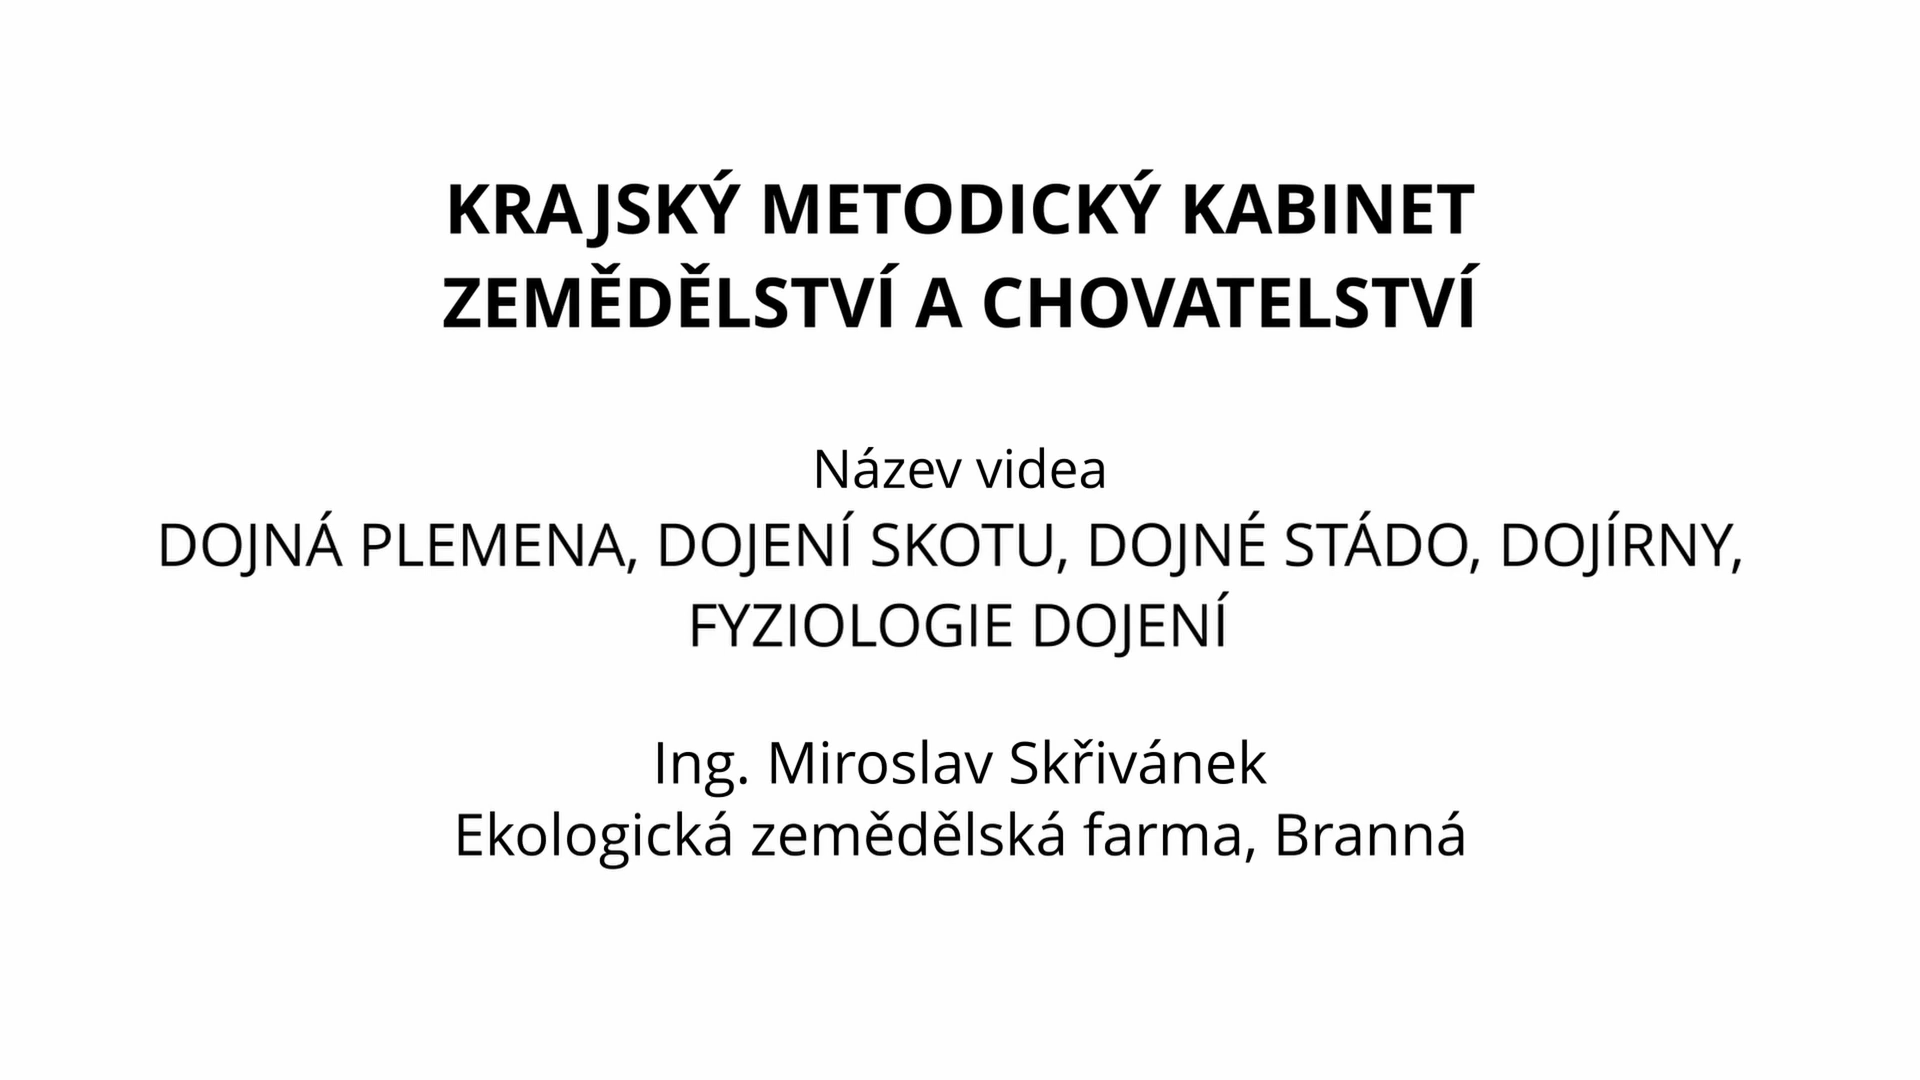 KRAJSKÝ METODICKÝ KABINET
ZEMĚDĚLSTVÍ A CHOVATELSTVÍ
Název videa
DOJNÁ PLEMENA, DOJENÍ SKOTU, DOJNÉ STÁDO, DOJÍRNY,
FYZIOLOGIE DOJENÍ
Ing. Miroslav Skřivánek
Ekologická zemědělská farma, Branná